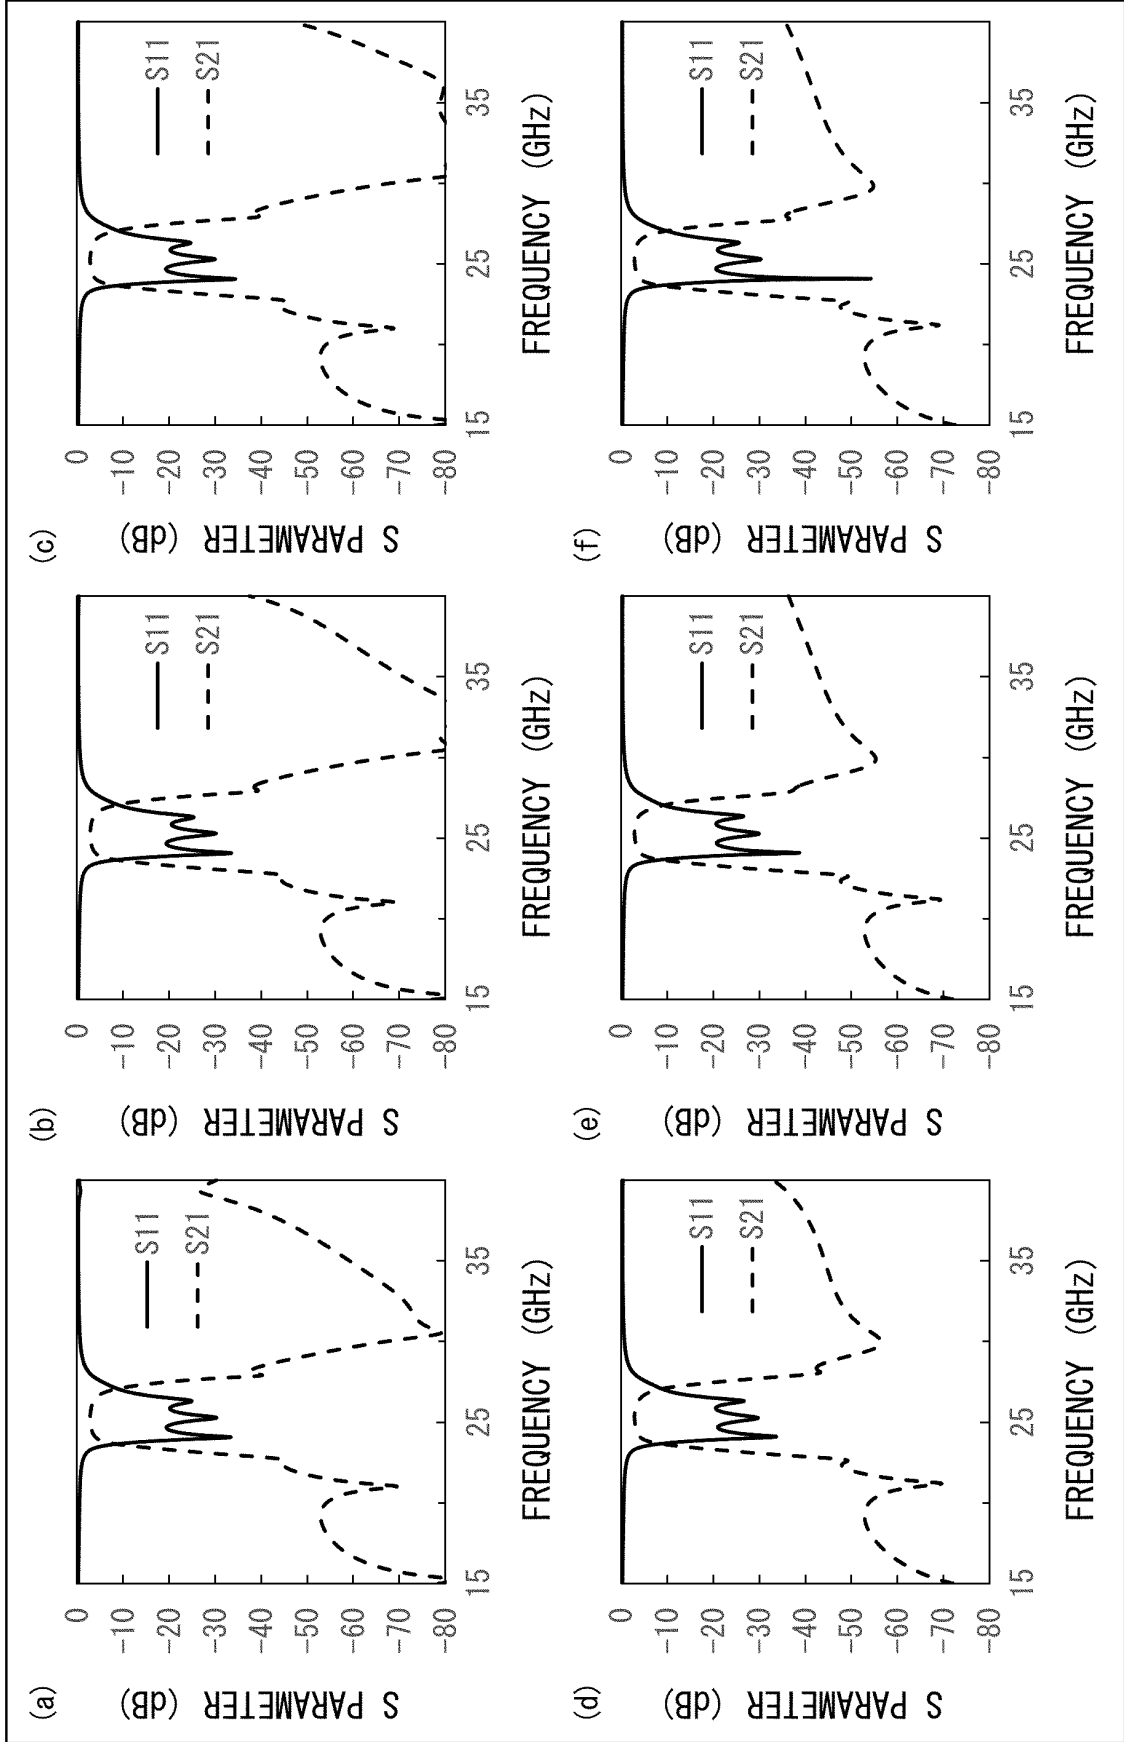 (a)
S PARAMETER (dB)
0
-10
-20
-30
-40
-50
-60
-70
-80
S11
S21
15
25
35
FREQUENCY (GHz)
(b)
S PARAMETER (dB)
0
-10
-20
-30
-40
-50
-60
-70
-80
S11
S21
15
25
35
FREQUENCY (GHz)
(c)
S PARAMETER (dB)
0
-10
-20
-30
-40
-50
-60
-70
-80
S11
S21
15
25
35
FREQUENCY (GHz)
(d)
S PARAMETER (dB)
0
-10
-20
-30
-40
-50
-60
-70
-80
S11
S21
15
25
35
FREQUENCY (GHz)
(e)
S PARAMETER (dB)
0
-10
-20
-30
-40
-50
-60
-70
-80
S11
S21
15
25
35
FREQUENCY (GHz)
(f)
S PARAMETER (dB)
0
-10
-20
-30
-40
-50
-60
-70
-80
S11
S21
15
25
35
FREQUENCY (GHz)